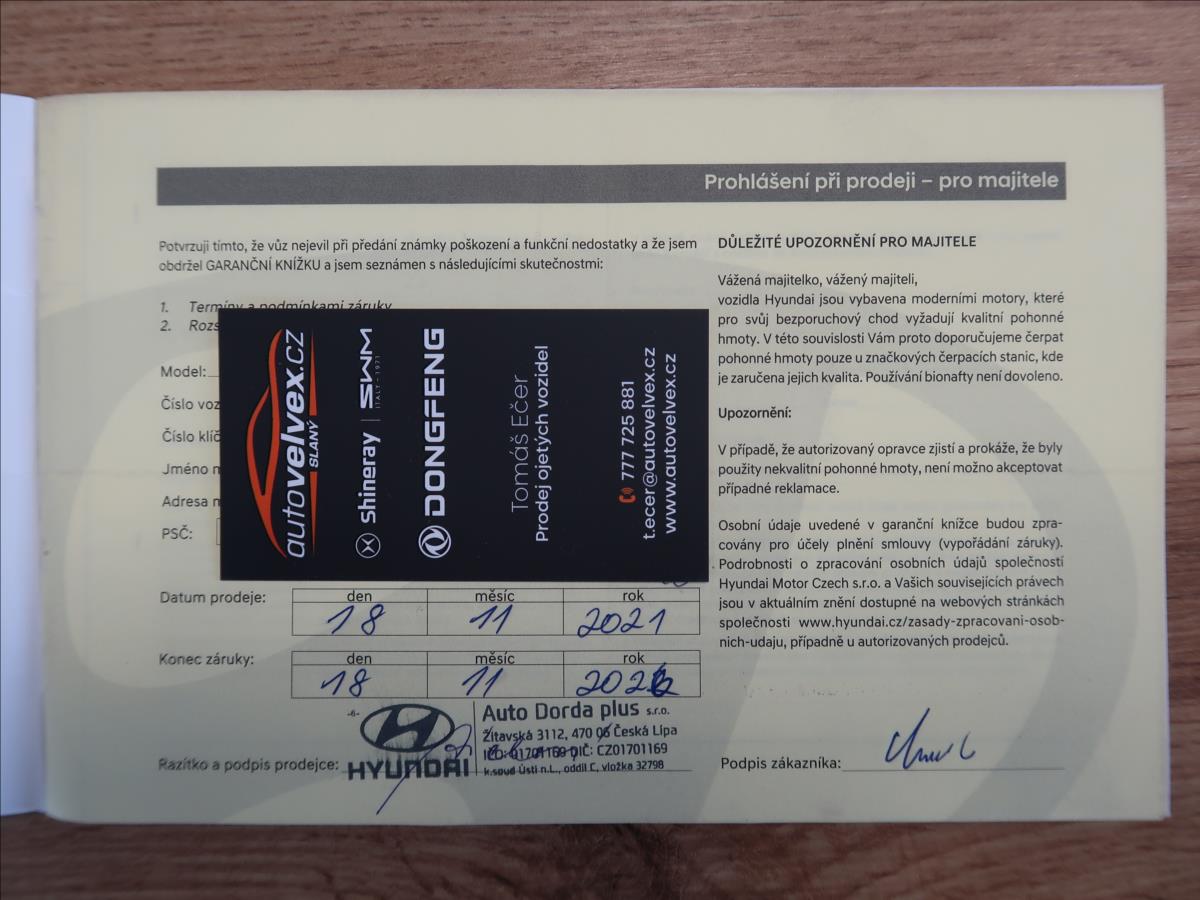 Prohlášení při prodeji – pro majitele
Potvrzuji tímto, že vůz nejevil při předání známky poškození a funkční nedostatky a že jsem
obdržel GARANČNÍ KNÍŽKU a jsem seznámen s následujícími skutečnostmi:
1. Termíny a podmínkami záruky
2.
Model:
Číslo
Číslo
Jméno
Adresa
PSČ:
autovelvex.cz
SLANÝ
shineray | SWM
ITALY·1971
DONGFENG
Tomáš Ečer
Prodej ojetých vozidel
777 725 881
t.ecer@autovelvex.cz
www.autovelvex.cz
Datum prodeje:
den měsíc rok
18 11 2021
Konec záruky:
den měsíc rok
18 11 2026
-6-
Razítko a podpis prodejce:
HYUNDAI
Auto Dorda plus s.r.o.
Žitavská 3112, 470 06 Česká Lípa
IČO: 01701169 DIČ: CZ01701169
k.soud Ústí n.L., oddíl C, vložka 32798
DŮLEŽITÉ UPOZORNĚNÍ PRO MAJITELE
Vážená majitelko, vážený majiteli,
vozidla Hyundai jsou vybavena moderními motory, které
pro svůj bezporuchový chod vyžadují kvalitní pohonné
hmoty. V této souvislosti Vám proto doporučujeme čerpat
pohonné hmoty pouze u značkových čerpacích stanic, kde
je zaručena jejich kvalita. Používání bionafty není dovoleno.
Upozornění:
V případě, že autorizovaný opravce zjistí a prokáže, že byly
použity nekvalitní pohonné hmoty, není možno akceptovat
případné reklamace.
Osobní údaje uvedené v garanční knížce budou zpra-
covány pro účely plnění smlouvy (vypořádání záruky).
Podrobnosti o zpracování osobních údajů společností
Hyundai Motor Czech s.r.o. a Vašich souvisejících právech
jsou v aktuálním znění dostupné na webových stránkách
společnosti www.hyundai.cz/zasady-zpracovani-osob-
nich-udaju, případně u autorizovaných prodejců.
Podpis zákazníka: